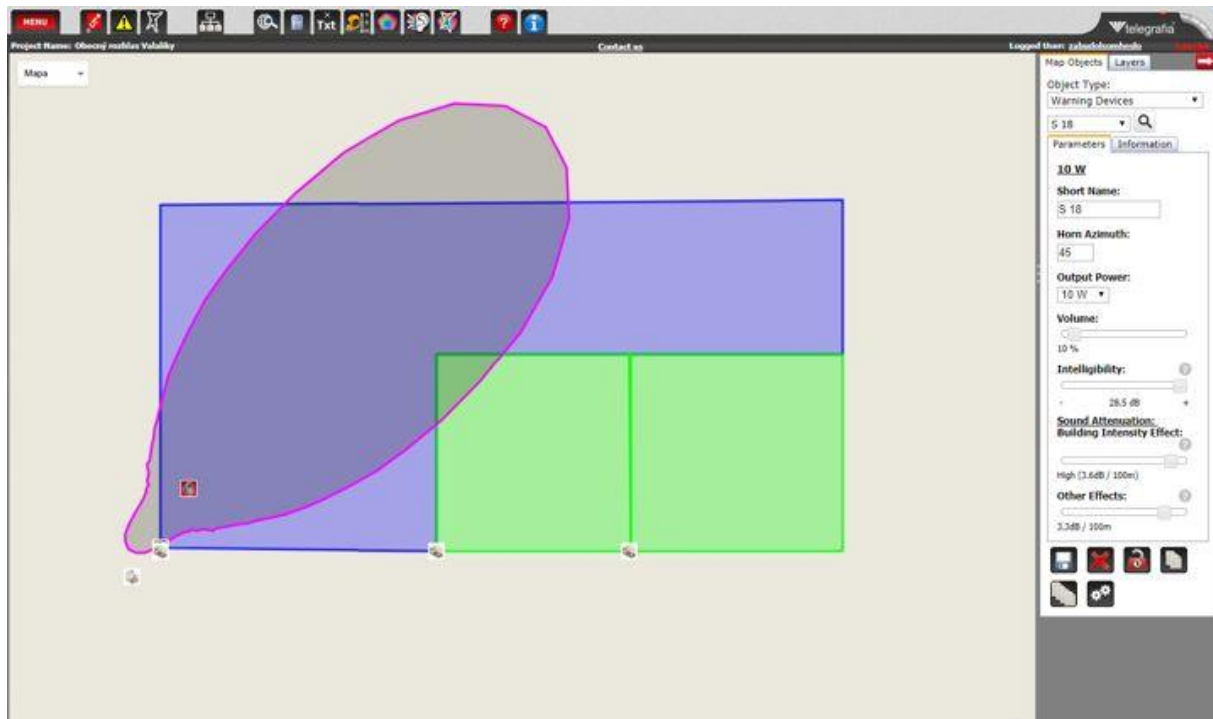 MENU
Txt
telegrafia
Project Name: Obecný rozhlas Valaliky
Contact us
Logged User:
Mapa
Map Objects
Layers
Object Type:
Warning Devices
S 18
Parameters
Information
10 W
Short Name:
S 18
Horn Azimuth:
45
Output Power:
10 W
Volume:
10 %
Intelligibility:
- 28.5 dB +
Sound Attenuation:
Building Intensity Effect:
High (3.6dB / 100m)
Other Effects:
3.3dB / 100m